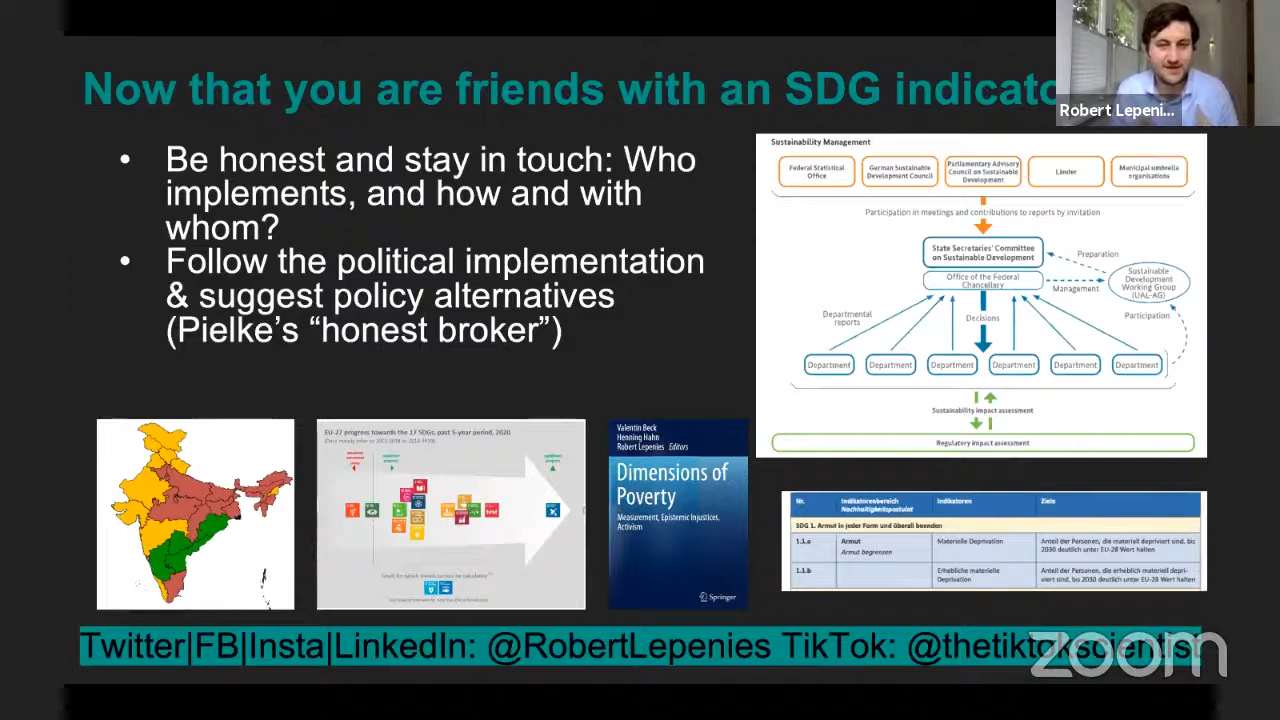 Now that you are friends with an SDG indicato
Robert Lepeni...
• Be honest and stay in touch: Who
implements, and how and with
whom?
• Follow the political implementation
& suggest policy alternatives
(Pielke's “honest broker”)
Sustainability Management
Federal Statistical
Office
German Sustainable
Development Council
Parliamentary Advisory
Council on Sustainable
Development
Länder
Municipal umbrella
organisations
Participation in meetings and contributions to reports by invitation
State Secretaries' Committee
on Sustainable Development
Office of the Federal
Chancellery
Preparation
Management
Sustainable
Development
Working Group
(UAL-AG)
Participation
Departmental
reports
Decisions
Department
Department
Department
Department
Department
Department
Sustainability impact assessment
Regulatory impact assessment
EU-27 progress towards the 17 SDGs, past 5-year period, 2020
Valentin Beck
Henning Hahn
Robert Lepenies Editors
Dimensions of
Poverty
Measurement, Epistemic Injustices,
Activism
Springer
Nr.
Indikatorenbereich
Nachhaltigkeitspostulat
Indikatoren
Ziele
SDG 1. Armut in jeder Form und überall beenden
1.1.a
Armut
Armut begrenzen
Materielle Deprivation
Anteil der Personen, die materiell depriviert sind, bis
2030 deutlich unter EU-28 Wert halten
1.1.b
Erhebliche materielle
Deprivation
Anteil der Personen, die erheblich materiell depri-
viert sind, bis 2030 deutlich unter EU-28 Wert halten
Twitter|FB|Insta|LinkedIn: @RobertLepenies TikTok: @thetiktokscientist
zoom